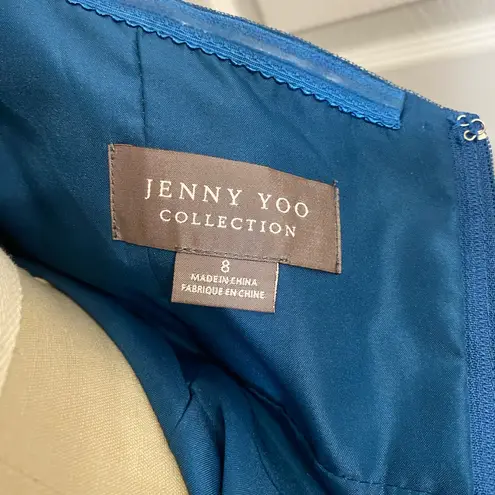 JENNY YOO
COLLECTION
8
MADE IN CHINA
FABRIQUE EN CHINE